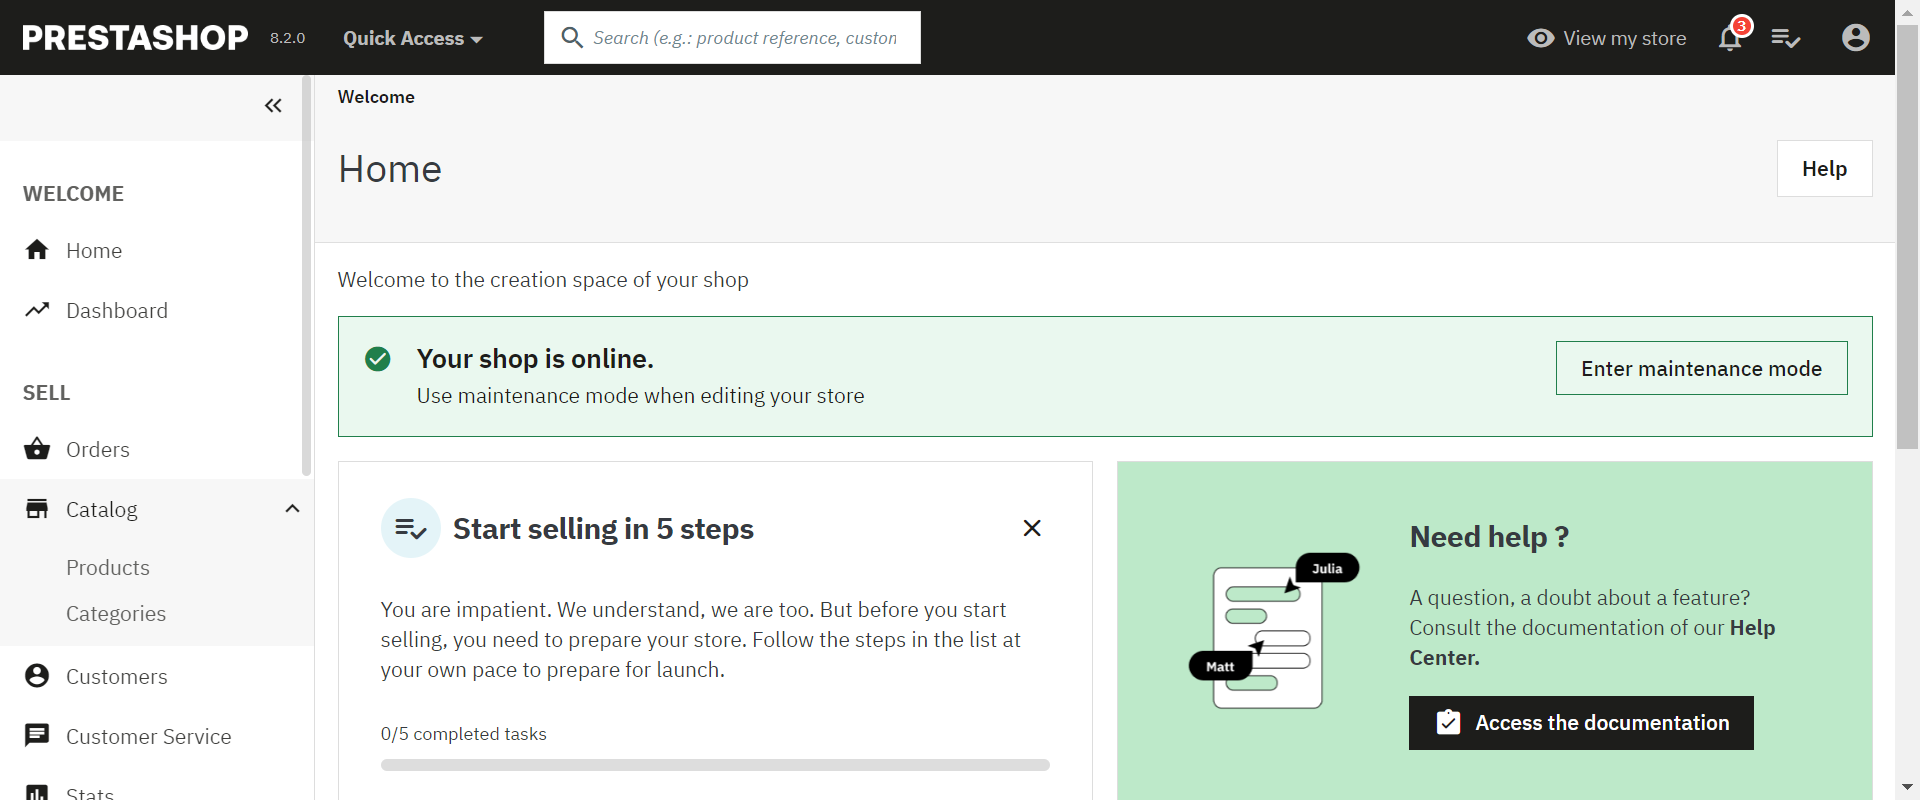 PRESTASHOP 8.2.0 Quick Access Search (e.g.: product reference, custon View my store 3
Welcome
Home
Help
WELCOME
Home
Dashboard
SELL
Orders
Catalog
Products
Categories
Customers
Customer Service
Stats
Welcome to the creation space of your shop
Your shop is online.
Use maintenance mode when editing your store
Enter maintenance mode
Start selling in 5 steps
You are impatient. We understand, we are too. But before you start
selling, you need to prepare your store. Follow the steps in the list at
your own pace to prepare for launch.
0/5 completed tasks
Julia
Matt
Need help ?
A question, a doubt about a feature?
Consult the documentation of our Help
Center.
Access the documentation